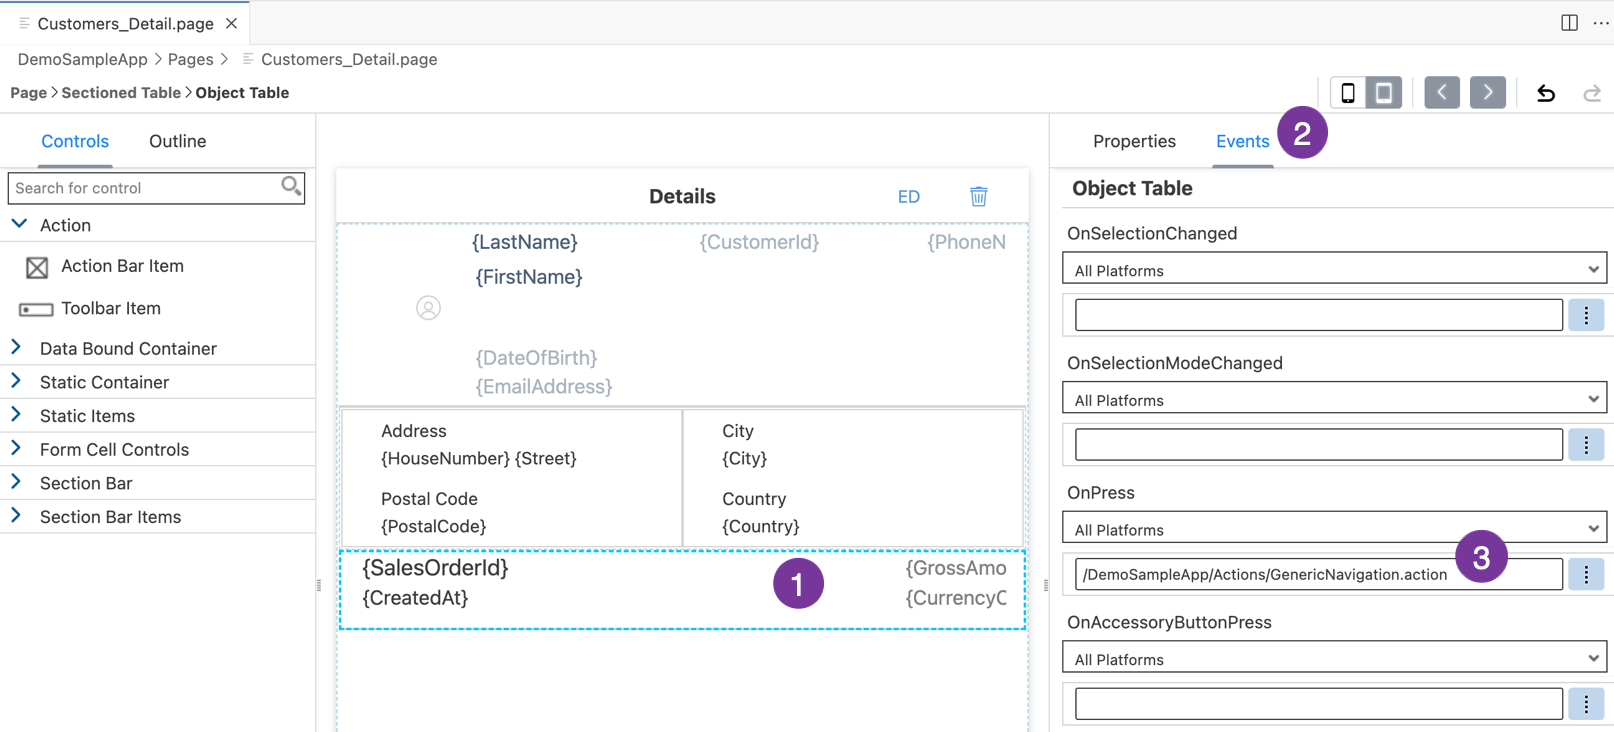 Customers_Detail.page
DemoSampleApp > Pages > Customers_Detail.page
Page > Sectioned Table > Object Table
Controls
Outline
Search for control
Action
Action Bar Item
Toolbar Item
Data Bound Container
Static Container
Static Items
Form Cell Controls
Section Bar
Section Bar Items
Details
ED
{LastName}
{CustomerId}
{PhoneN
{FirstName}
{DateOfBirth}
{EmailAddress}
Address
City
{HouseNumber} {Street}
{City}
Postal Code
Country
{PostalCode}
{Country}
{SalesOrderId}
1
{GrossAmo
{CreatedAt}
{CurrencyC
Properties
Events
2
Object Table
OnSelectionChanged
All Platforms
OnSelectionModeChanged
All Platforms
OnPress
All Platforms
3
/DemoSampleApp/Actions/GenericNavigation.action
OnAccessoryButtonPress
All Platforms